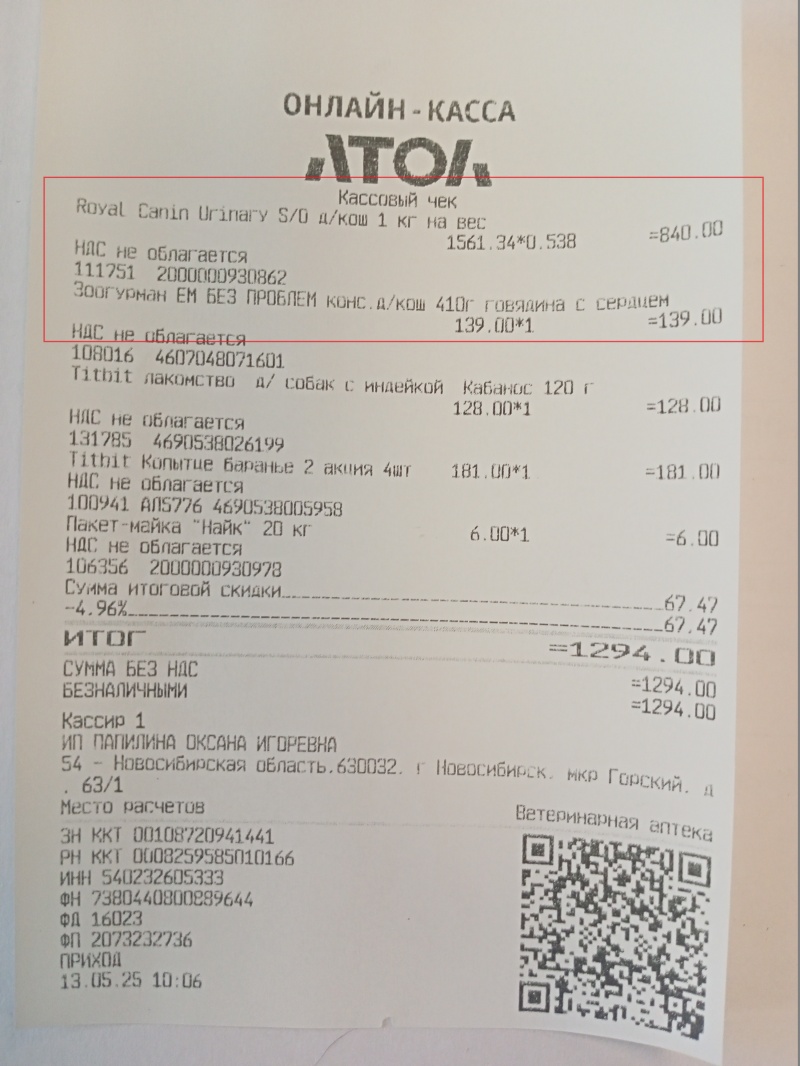 ОНЛАЙН-КАССА
АТОЛ
Кассовый чек
Royal Canin Urinary S/O д/кош 1 кг на вес
1561.34*0.538 =840.00
НДС не облагается
111751 2000000930862
Зоогурман ЕМ БЕЗ ПРОБЛЕМ конс.д/кош 410г говядина с сердцем
139.00*1 =139.00
НДС не облагается
108016 4607048071601
Titbit лакомство д/ собак с индейкой Кабанос 120 г
128.00*1 =128.00
НДС не облагается
131785 4690538026199
Titbit Копытце баранье 2 акция 4шт 181.00*1 =181.00
НДС не облагается
100941 АЛ5776 4690538005958
Пакет-майка "Найк" 20 кг 6.00*1 =6.00
НДС не облагается
106356 2000000930978
Сумма итоговой скидки 67.47
-4.96% 67.47
ИТОГ =1294.00
СУММА БЕЗ НДС =1294.00
БЕЗНАЛИЧНЫМИ =1294.00
Кассир 1
ИП ПАПИЛИНА ОКСАНА ИГОРЕВНА
54 - Новосибирская область,630032, г Новосибирск, мкр Горский, д
. 63/1
Место расчетов Ветеринарная аптека
ЗН ККТ 00108720941441
РН ККТ 0008259585010166
ИНН 540232605333
ФН 7380440800289644
ФД 16023
ФП 2073232736
ПРИХОД
13.05.25 10:06